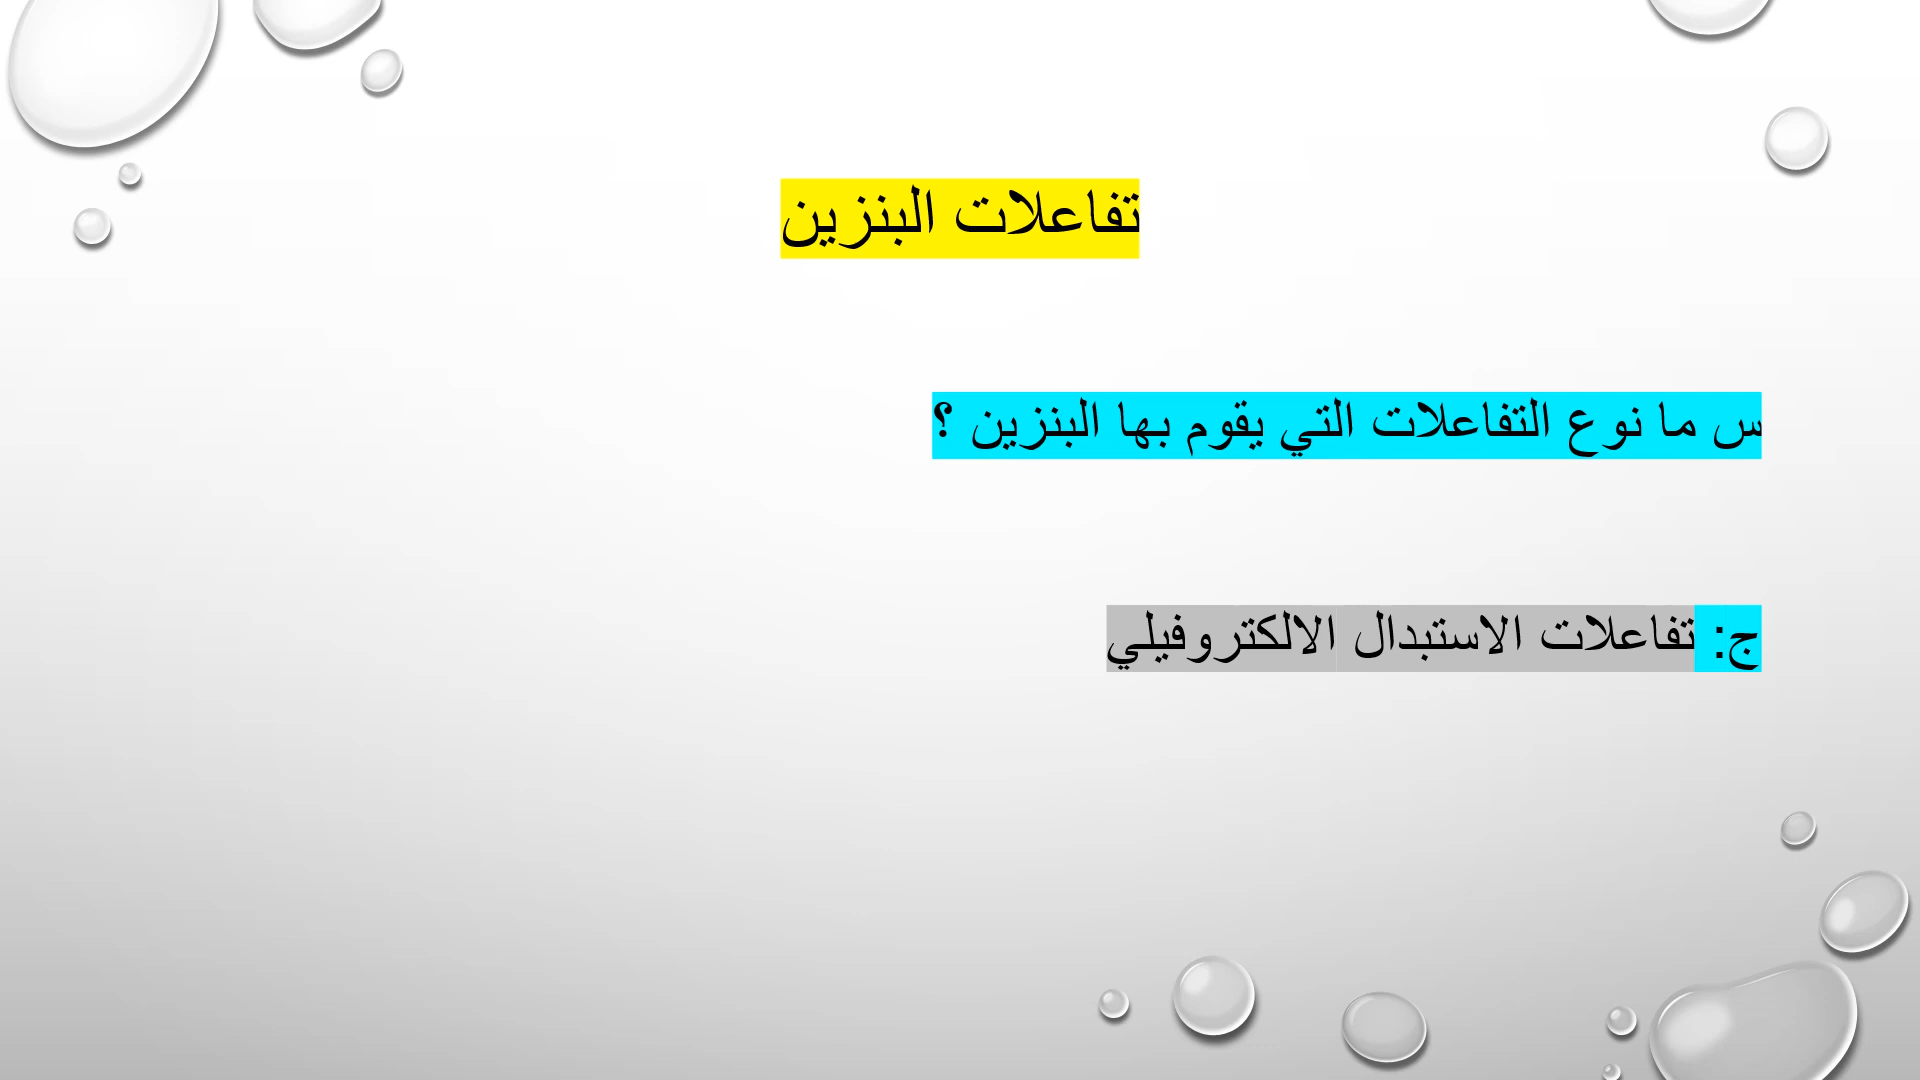 تفاعلات البنزين
س ما نوع التفاعلات التي يقوم بها البنزين ؟
ج: تفاعلات الاستبدال الالكتروفيلي